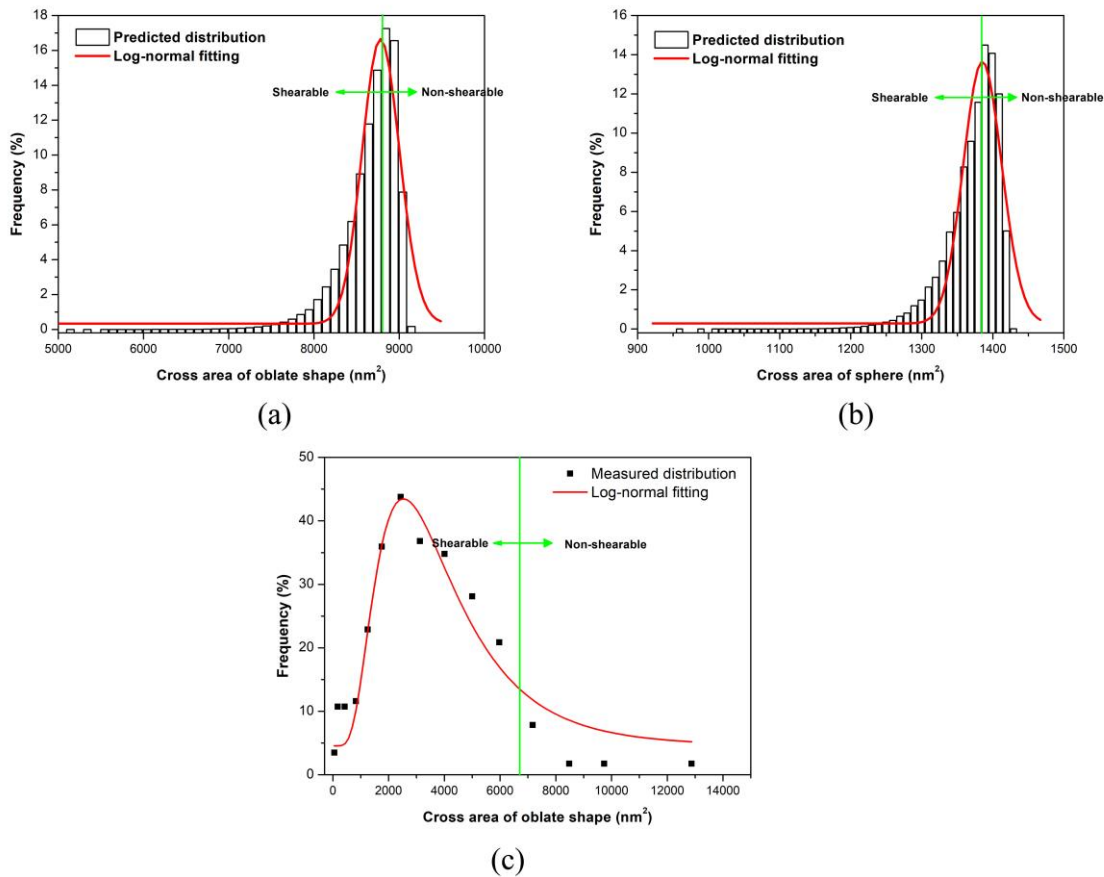 18
16
14
12
10
8
6
4
2
0
Frequency (%)
Predicted distribution
Log-normal fitting
Shearable
Non-shearable
5000 6000 7000 8000 9000 10000
Cross area of oblate shape (nm²)
(a)
16
14
12
10
8
6
4
2
0
Frequency (%)
Predicted distribution
Log-normal fitting
Shearable
Non-shearable
900 1000 1100 1200 1300 1400 1500
Cross area of sphere (nm²)
(b)
50
40
30
20
10
0
Frequency (%)
Measured distribution
Log-normal fitting
Shearable
Non-shearable
0 2000 4000 6000 8000 10000 12000 14000
Cross area of oblate shape (nm²)
(c)